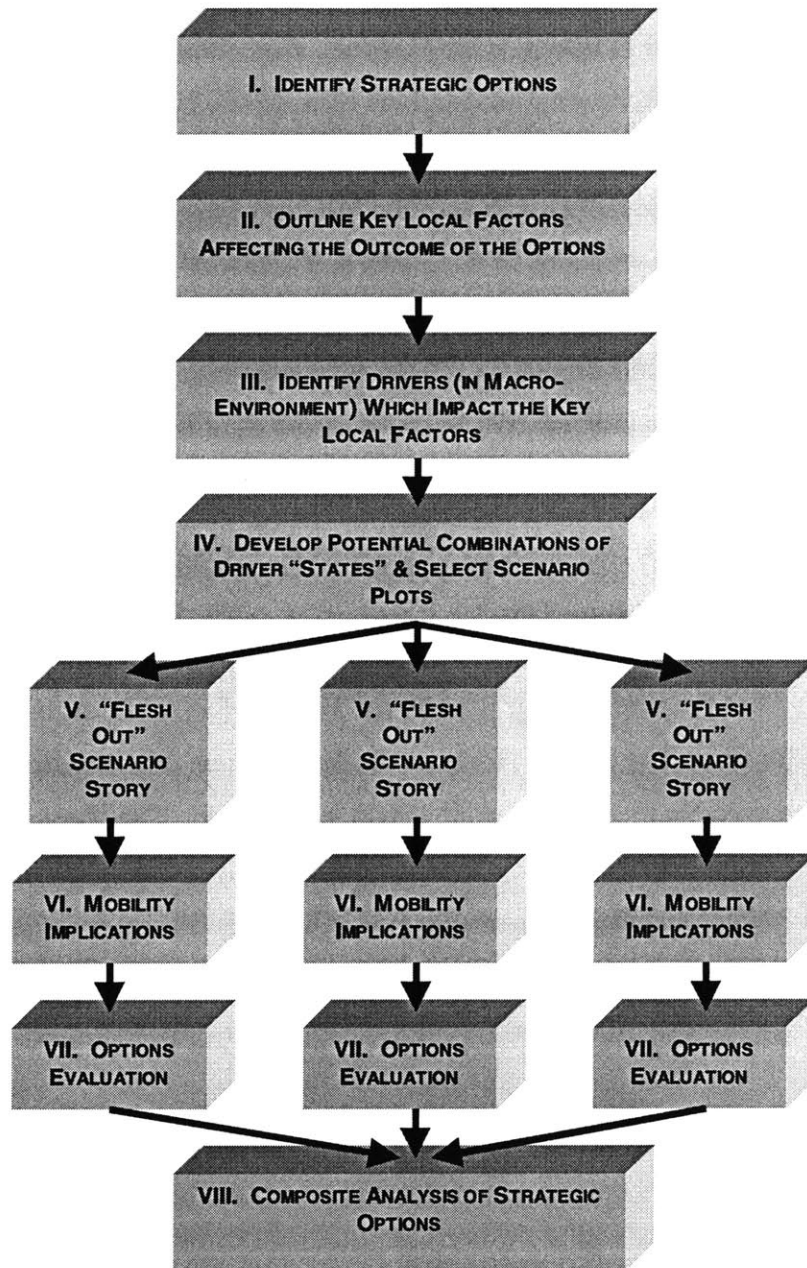 I. IDENTIFY STRATEGIC OPTIONS
II. OUTLINE KEY LOCAL FACTORS
AFFECTING THE OUTCOME OF THE OPTIONS
III. IDENTIFY DRIVERS (IN MACRO-
ENVIRONMENT) WHICH IMPACT THE KEY
LOCAL FACTORS
IV. DEVELOP POTENTIAL COMBINATIONS OF
DRIVER “STATES” & SELECT SCENARIO
PLOTS
V. “FLESH
OUT”
SCENARIO
STORY
V. “FLESH
OUT”
SCENARIO
STORY
V. “FLESH
OUT”
SCENARIO
STORY
VI. MOBILITY
IMPLICATIONS
VI. MOBILITY
IMPLICATIONS
VI. MOBILITY
IMPLICATIONS
VII. OPTIONS
EVALUATION
VII. OPTIONS
EVALUATION
VII. OPTIONS
EVALUATION
VIII. COMPOSITE ANALYSIS OF STRATEGIC
OPTIONS